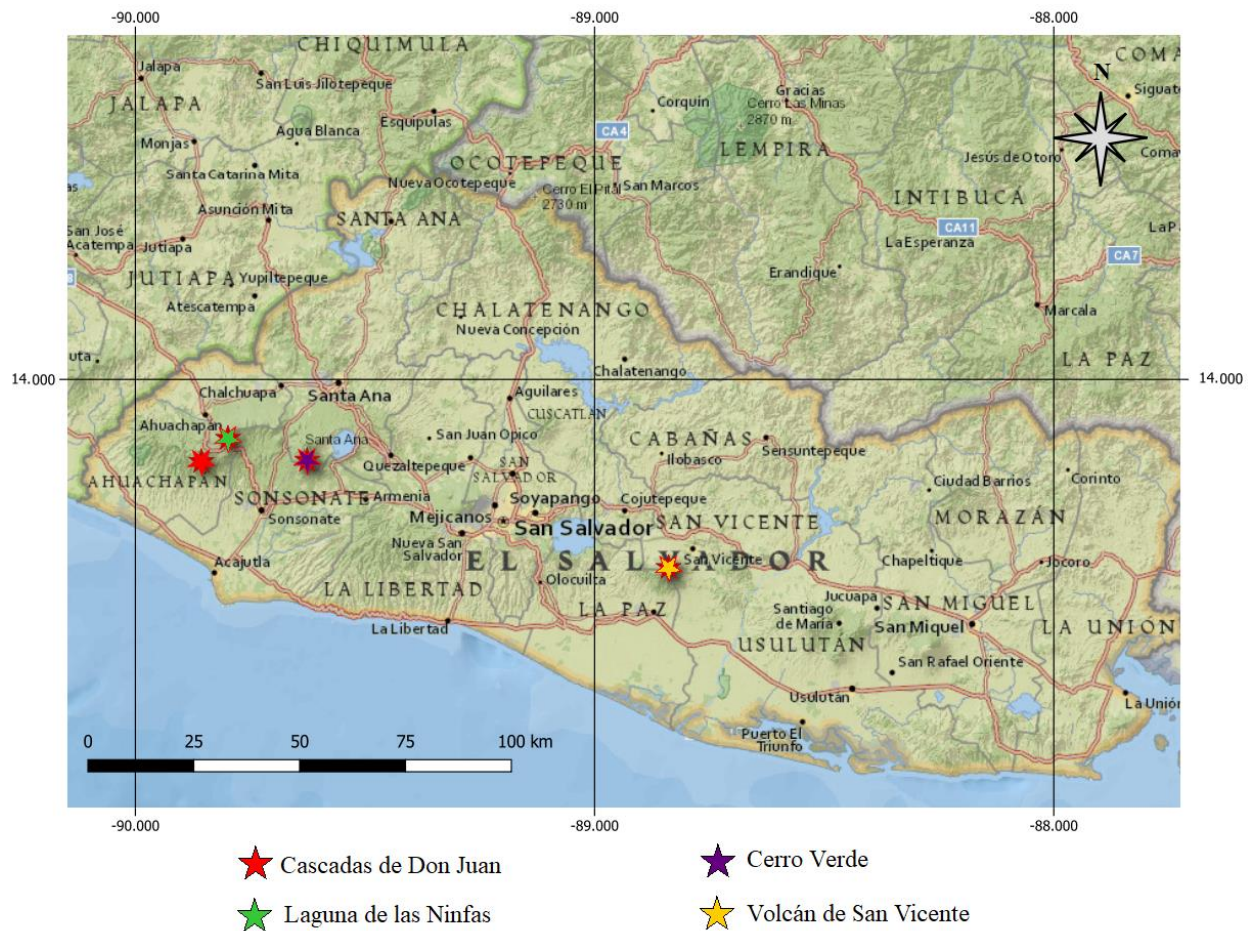 -90.000 -89.000 -88.000
CHIQUIMULA
COMA
Jalapa
San Luis Jilotepeque
N
Siguat
Gracias
Cerro Las Minas
2870 m
JALAPA
Corquín
Esquipulas
Agua Blanca
CA4
Monjas
LEMPIRA
Jesús de Otoro
Coma
OCOTEPEQUE
Santa Catarina Mita
Nueva Ocotepeque
Cerro El Pital
2730 m
San Marcos
INTIBUCÁ
as
Asunción Mita
SANTA ANA
San José
Acatempa
Jutiapa
CA11
La P
La Esperanza
CA7
JUTIAPA
Yupiltepeque
Erandique
Atescatempa
CHALATENANGO
Marcala
Nueva Concepción
uta
LA PAZ
Chalatenango
14.000 14.000
Chalchuapa
Santa Ana
Aguilares
CUSCATLÁN
Ahuachapán
Santa Ana
San Juan Opico
CABAÑAS
Sensuntepeque
Ilobasco
Quezaltepeque
SAN
SALVADOR
AHUACHAPÁN
Ciudad Barrios
Corinto
SONSONATE
Armenia
Soyapango
Cojutepeque
Sonsonate
Mejicanos
San Salvador
SAN VICENTE
MORAZÁN
Nueva San
Salvador
EL SALVADOR
San Vicente
Chapeltique
Jocoro
Acajutla
LA LIBERTAD
Olocuilta
LA PAZ
Jucuapa
SAN MIGUEL
Santiago
de María
La Libertad
San Miquel
LA UNIÓN
USULUTÁN
San Rafael Oriente
Usulután
La Unión
Puerto El
Triunfo
0 25 50 75 100 km
-90.000 -89.000 -88.000
Cascadas de Don Juan
Cerro Verde
Laguna de las Ninfas
Volcán de San Vicente